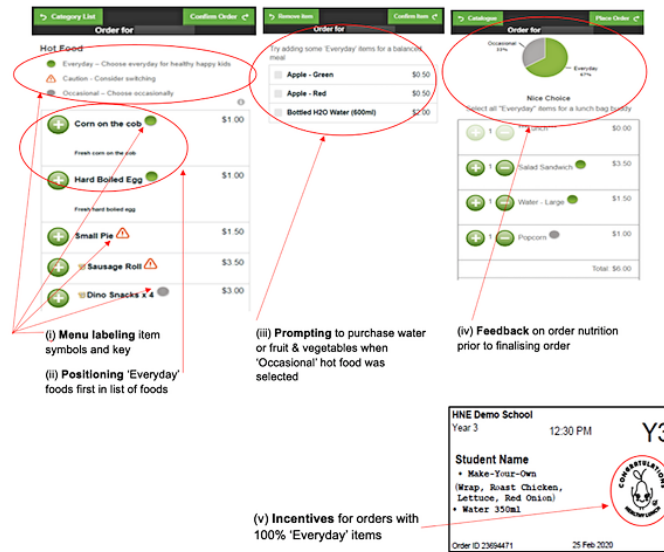 Category List
Confirm Order
Order for
Hot Food
Everyday – Choose everyday for healthy happy kids
Caution - Consider switching
Occasional – Choose occasionally
Corn on the cob
$1.00
Fresh corn on the cob
Hard Boiled Egg
$1.00
Fresh hard boiled egg
Small Pie
$1.50
Sausage Roll
$3.50
Dino Snacks x 4
$3.00
(i) Menu labeling item
symbols and key
(ii) Positioning 'Everyday'
foods first in list of foods
Remove Item
Confirm Item
Order for
Try adding some 'Everyday' items for a balanced
meal
Apple - Green
$0.50
Apple - Red
$0.50
Bottled H2O Water (600ml)
$2.00
(iii) Prompting to purchase water
or fruit & vegetables when
'Occasional' hot food was
selected
Catalogue
Place Order
Order for
Occasional
33%
Everyday
67%
Nice Choice
Select all "Everyday" items for a lunch bag buddy
1
$0.00
1
Salad Sandwich
$3.50
1
Water - Large
$1.50
1
Popcorn
$1.00
Total: $6.00
(iv) Feedback on order nutrition
prior to finalising order
HNE Demo School
Year 3
12:30 PM
Y3
Student Name
• Make-Your-Own
(Wrap, Roast Chicken,
Lettuce, Red Onion)
• Water 350ml
CONGRATULATIONS
HEALTHY LUNCH
Order ID 23694471
25 Feb 2020
(v) Incentives for orders with
100% 'Everyday' items